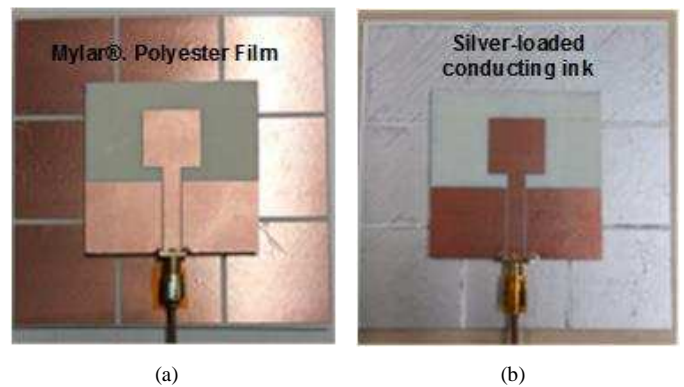 Mylar®. Polyester Film
Silver-loaded
conducting ink
(a)
(b)